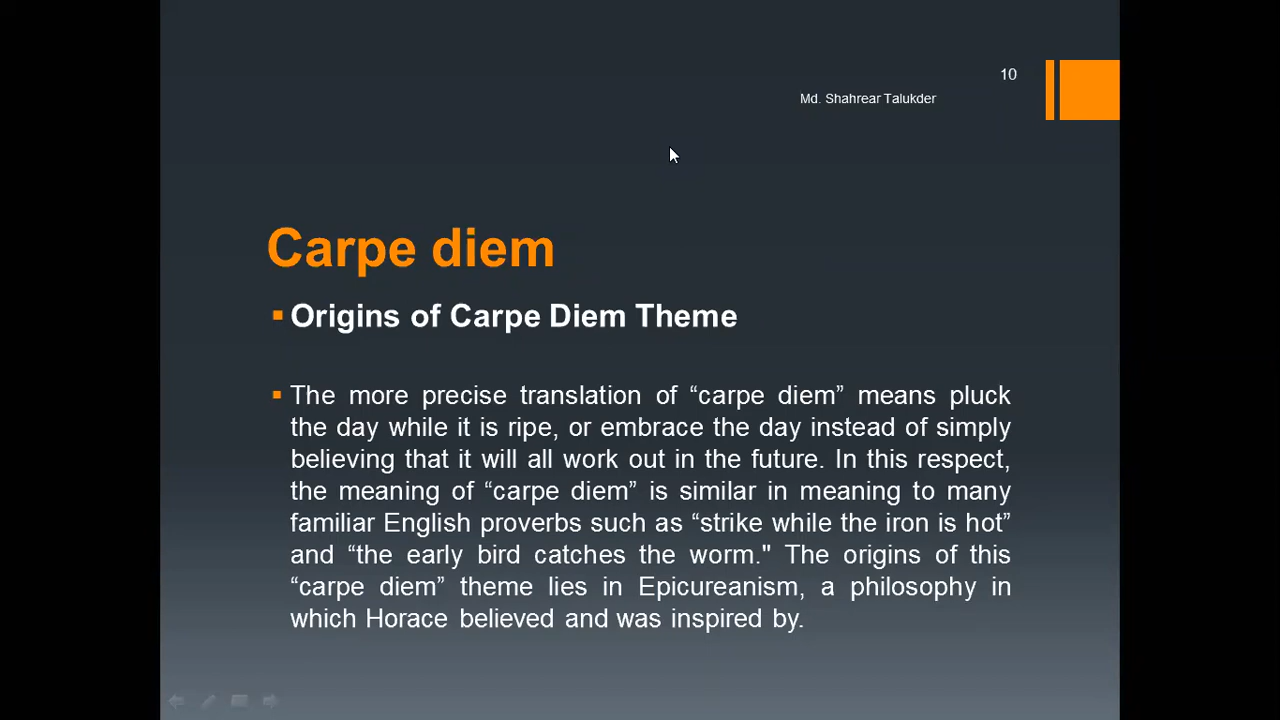 10
Md. Shahrear Talukder
Carpe diem
▪ Origins of Carpe Diem Theme
▪ The more precise translation of “carpe diem” means pluck
the day while it is ripe, or embrace the day instead of simply
believing that it will all work out in the future. In this respect,
the meaning of “carpe diem” is similar in meaning to many
familiar English proverbs such as “strike while the iron is hot”
and “the early bird catches the worm." The origins of this
“carpe diem” theme lies in Epicureanism, a philosophy in
which Horace believed and was inspired by.